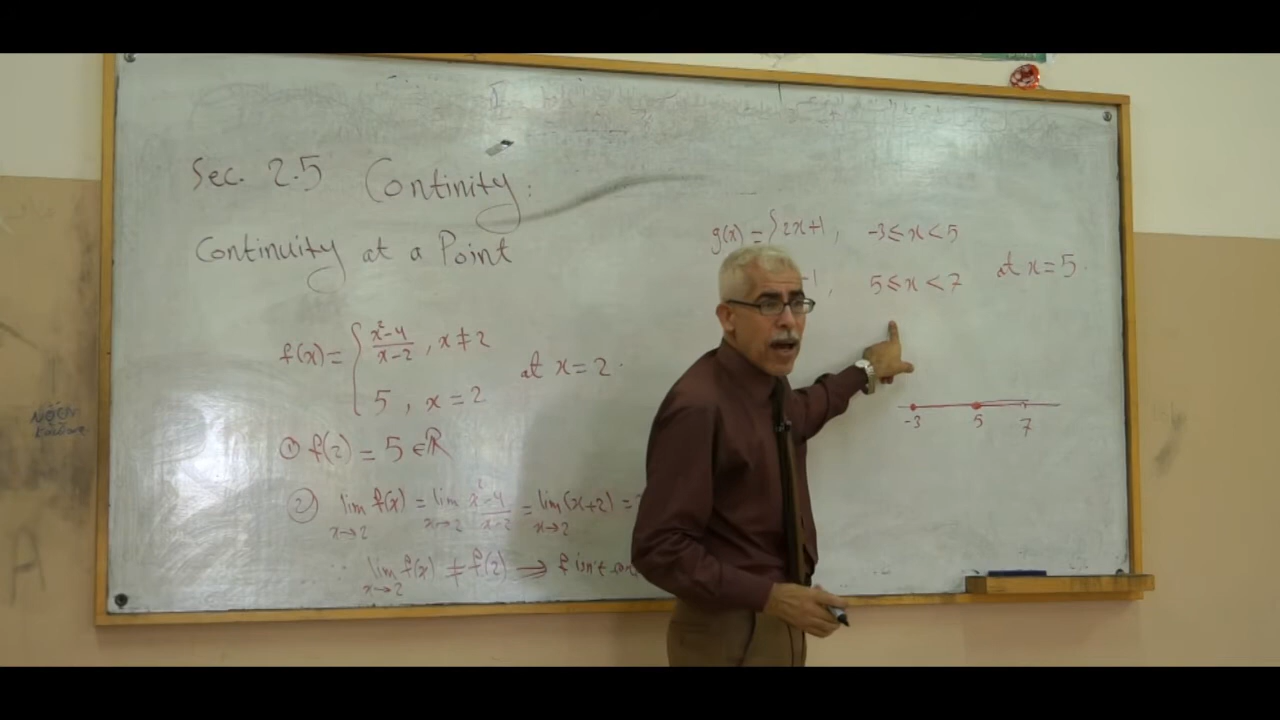 Sec. 2.5 Continity:
Continuity at a Point
f(x) = { x²-4 / x-2 , x ≠ 2
5 , x = 2
at x = 2.
① f(2) = 5 ∈ ℝ
② lim x→2 f(x) = lim x→2 x²-4 / x-2 = lim x→2 (x+2) =
lim x→2 f(x) ≠ f(2) ⟹ f isn't
g(x) = { 2x+1 , -3 ≤ x < 5
-1 , 5 ≤ x < 7
at x = 5.
-3 5 7